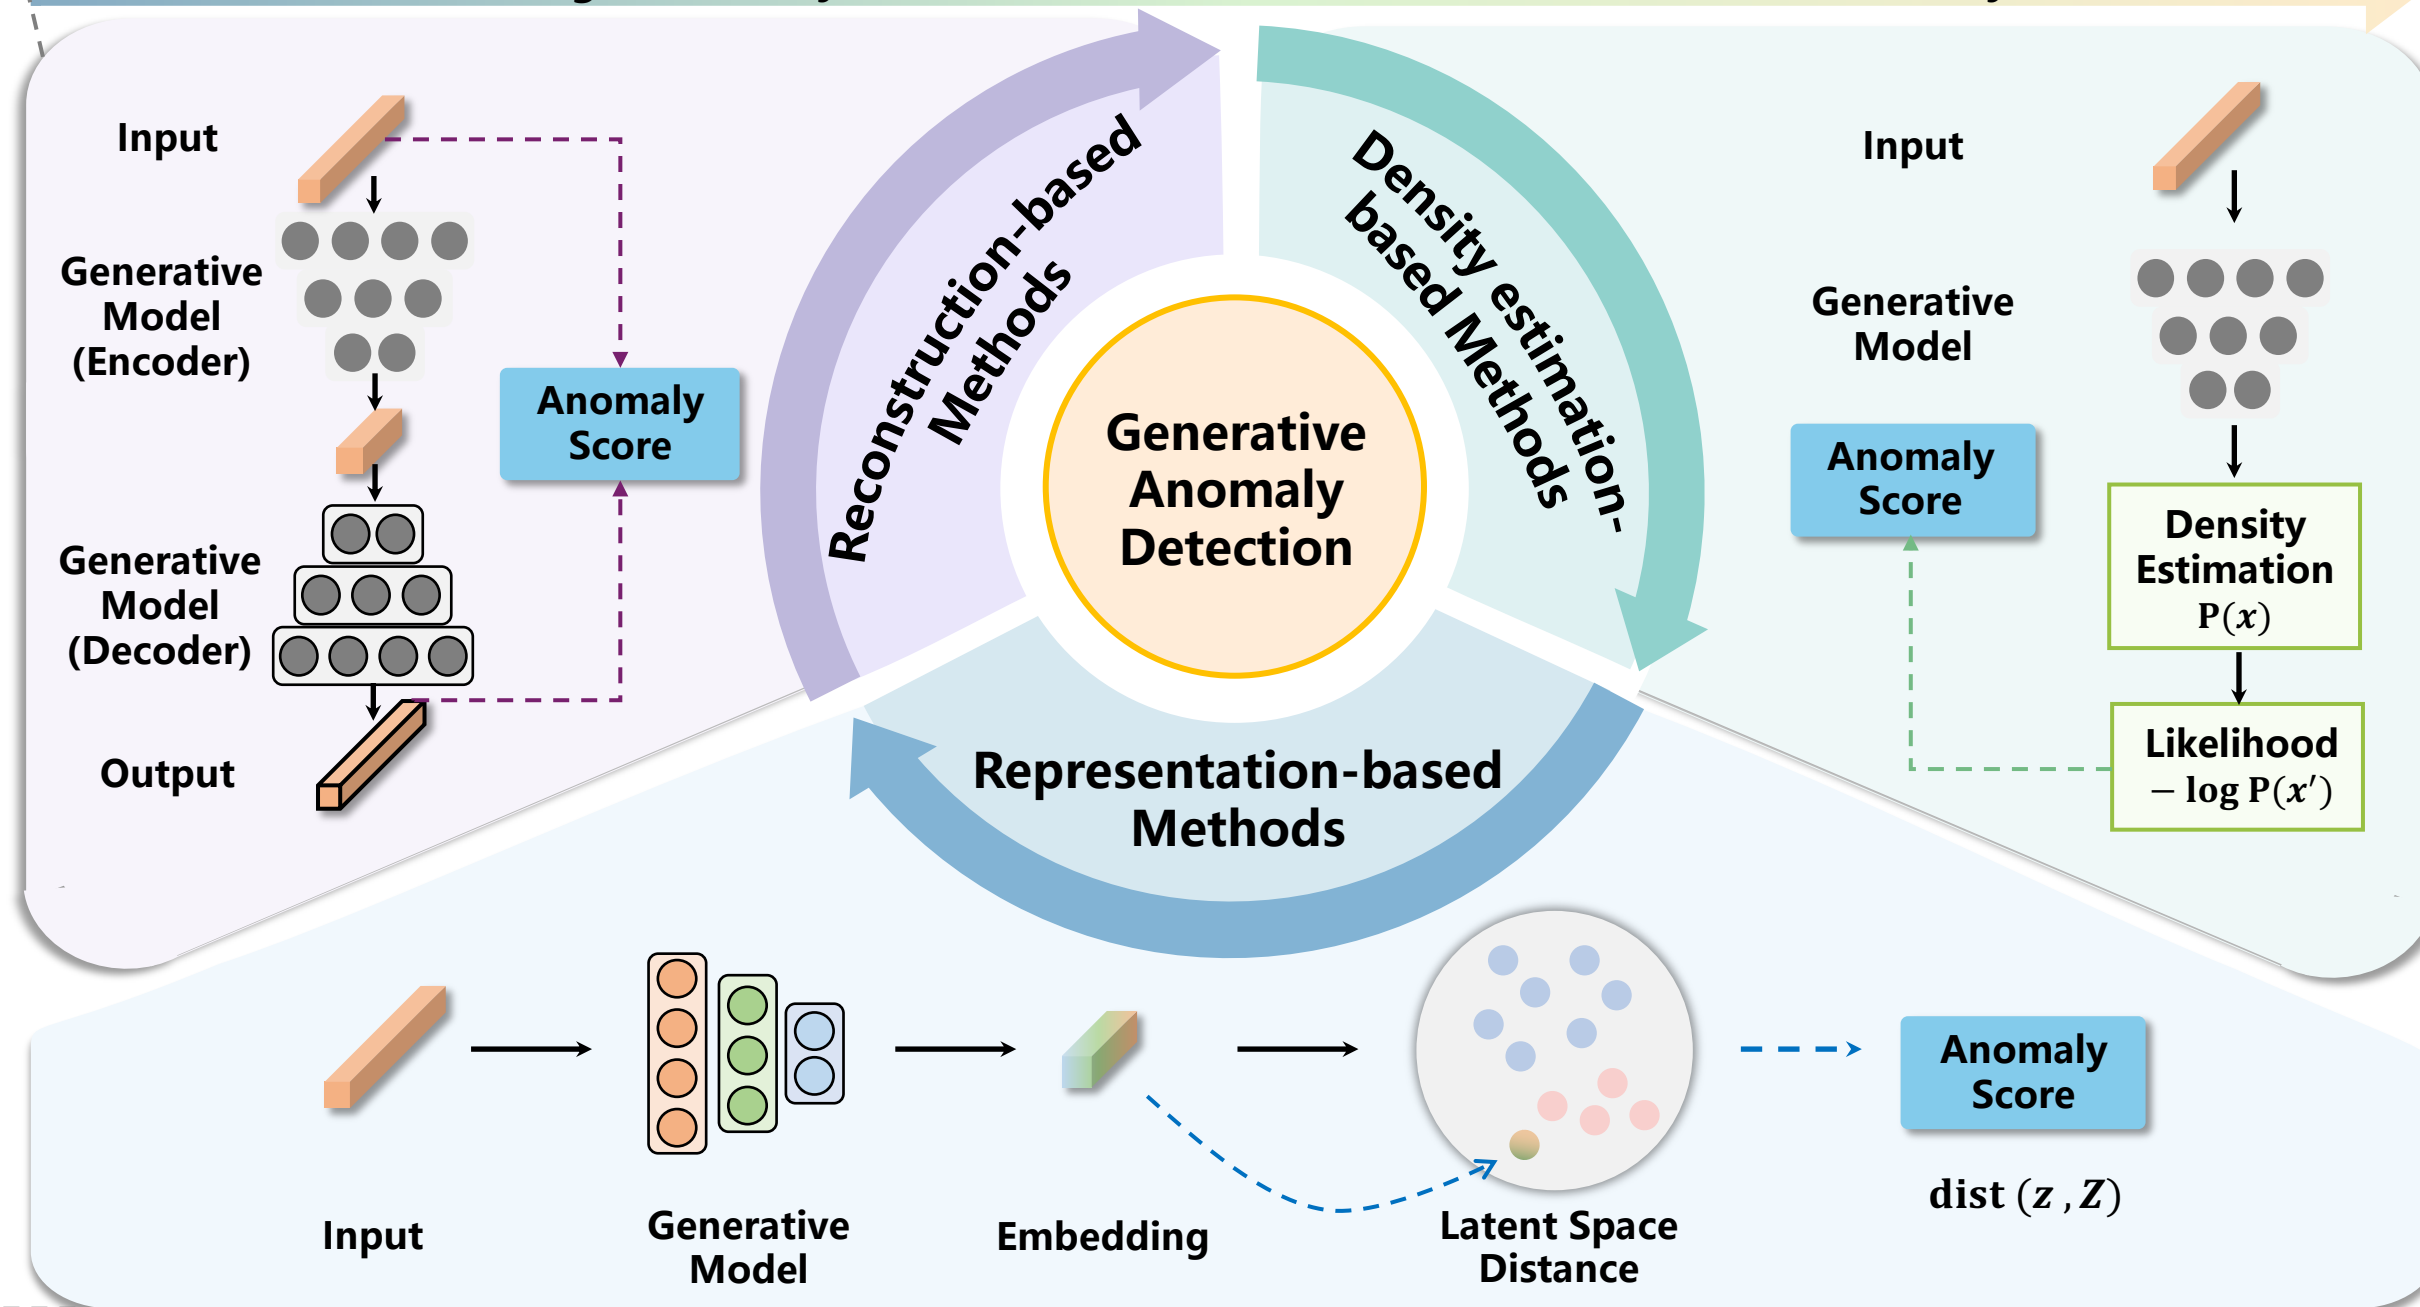 Input
Generative
Model
(Encoder)
Anomaly
Score
Generative
Model
(Decoder)
Output
Reconstruction-based
Methods
Density estimation-
based Methods
Generative
Anomaly
Detection
Representation-based
Methods
Input
Generative
Model
Anomaly
Score
Density
Estimation
P(x)
Likelihood
− log P(x′)
Input
Generative
Model
Embedding
Latent Space
Distance
Anomaly
Score
dist (z , Z)